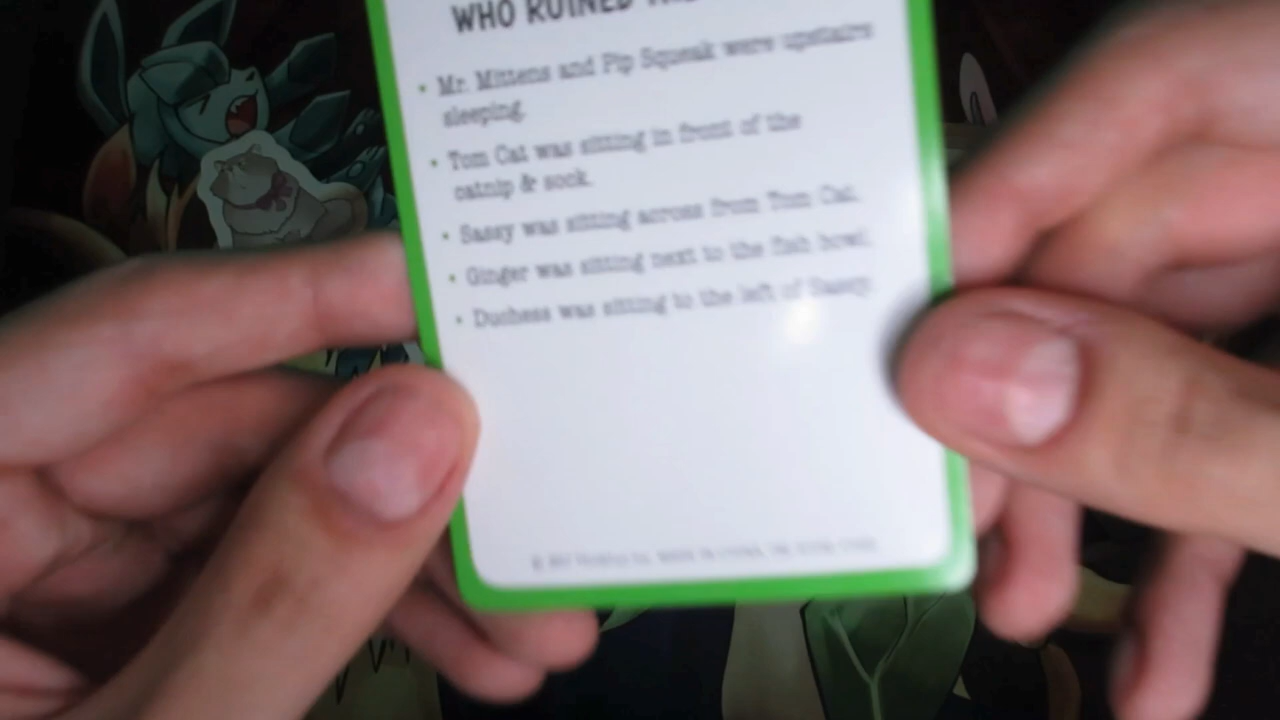 WHO RUINED
• Mr. Mittens and Pip Squeak were upstairs
sleeping.
• Tom Cat was sitting in front of the
catnip & sock.
• Sassy was sitting across from Tom Cat.
• Ginger was sitting next to the fish bowl.
• Duchess was sitting to the left of Sassy.